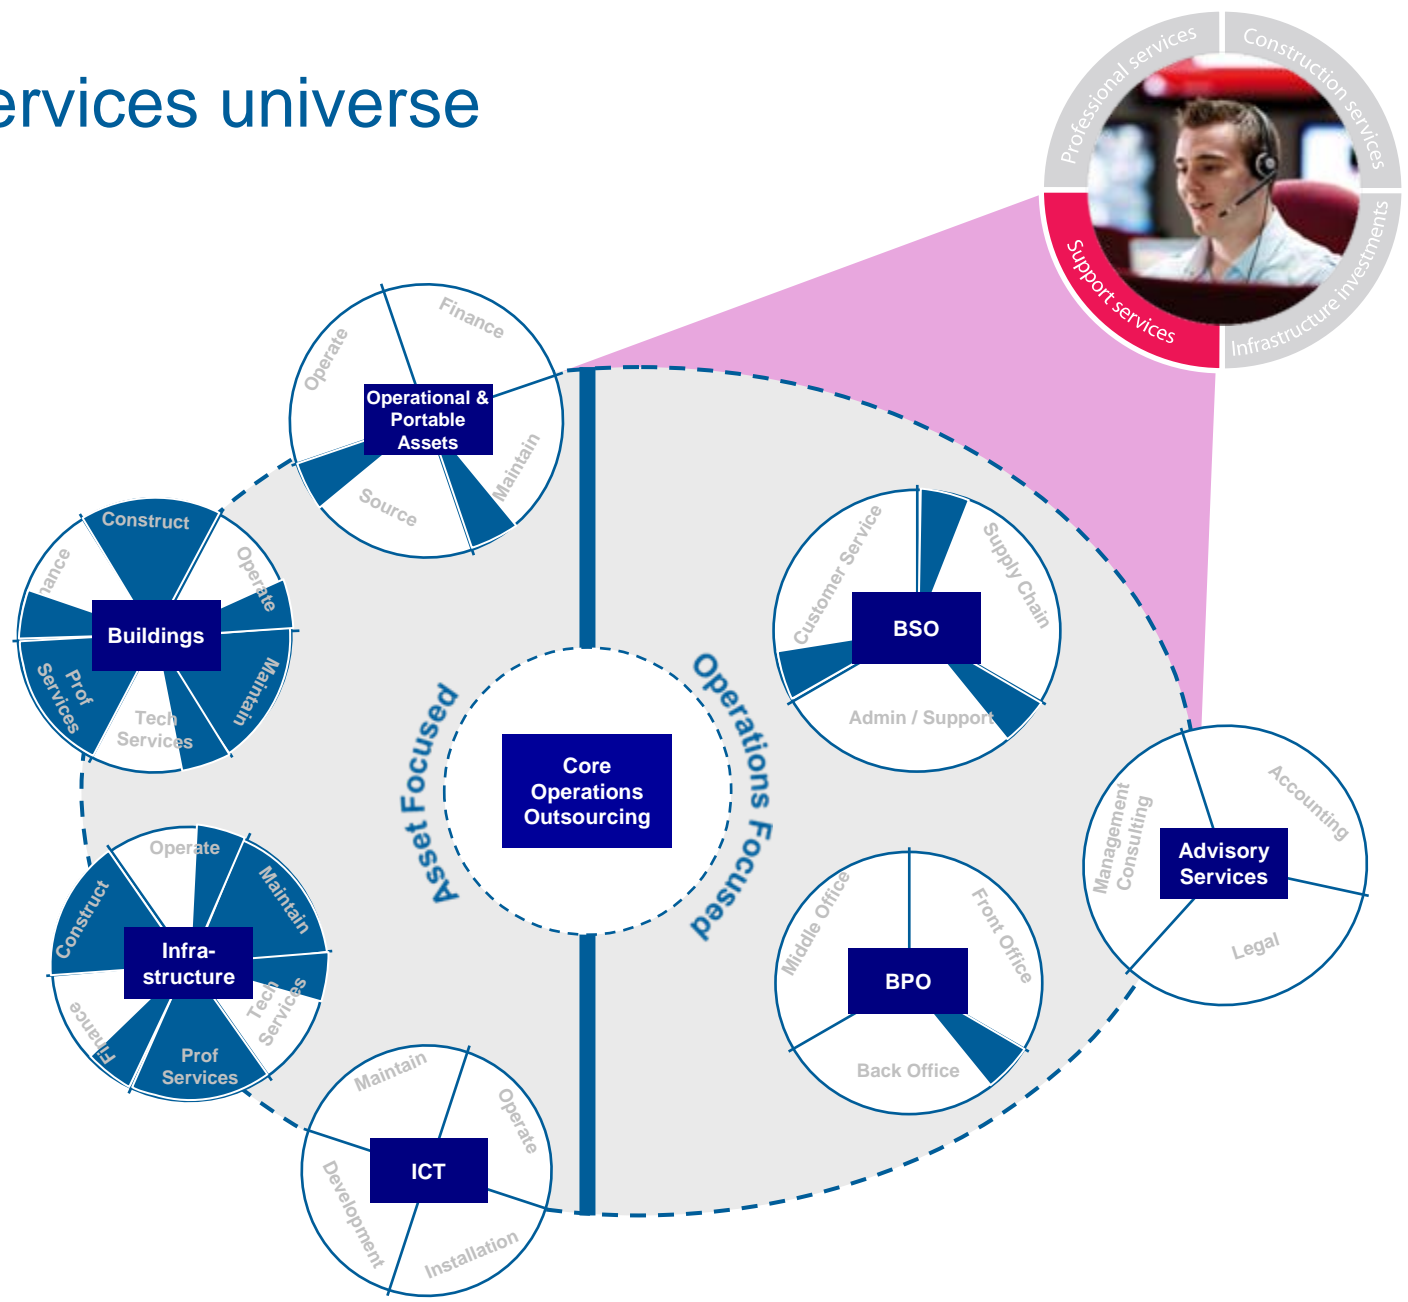 ervices universe
Professional services
Construction services
Support services
Infrastructure investments
Operate
Finance
Operational &
Portable
Assets
Source
Maintain
Construct
Operate
nance
Buildings
Maintain
Prof
Services
Tech
Services
Operate
Maintain
Construct
Infra-
structure
Tech
Services
Finance
Prof
Services
Maintain
Operate
ICT
Development
Installation
Asset Focused
Core
Operations
Outsourcing
Operations Focused
Customer Service
Supply Chain
BSO
Admin / Support
Middle Office
Front Office
BPO
Back Office
Management
Consulting
Accounting
Advisory
Services
Legal